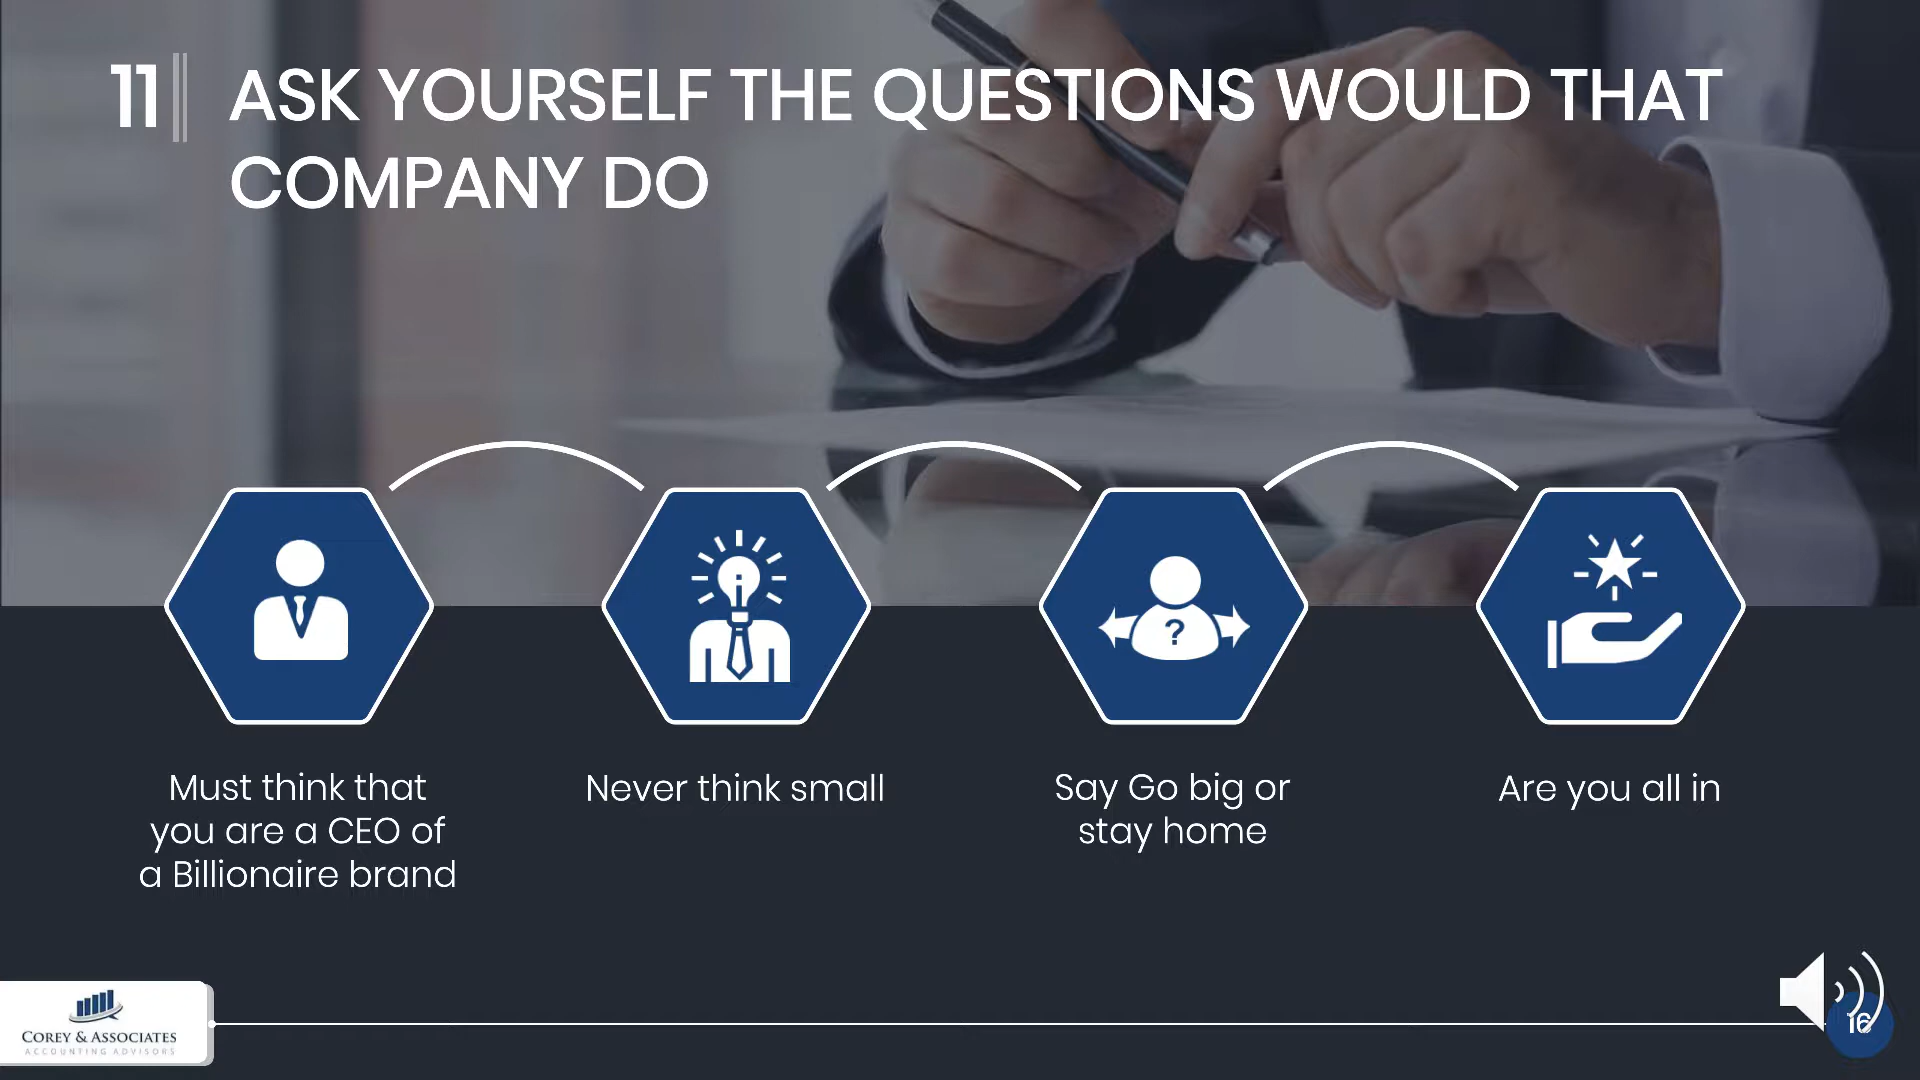 11
ASK YOURSELF THE QUESTIONS WOULD THAT
COMPANY DO
?
Must think that
you are a CEO of
a Billionaire brand
Never think small
Say Go big or
stay home
Are you all in
COREY & ASSOCIATES
ACCOUNTING ADVISORS
16